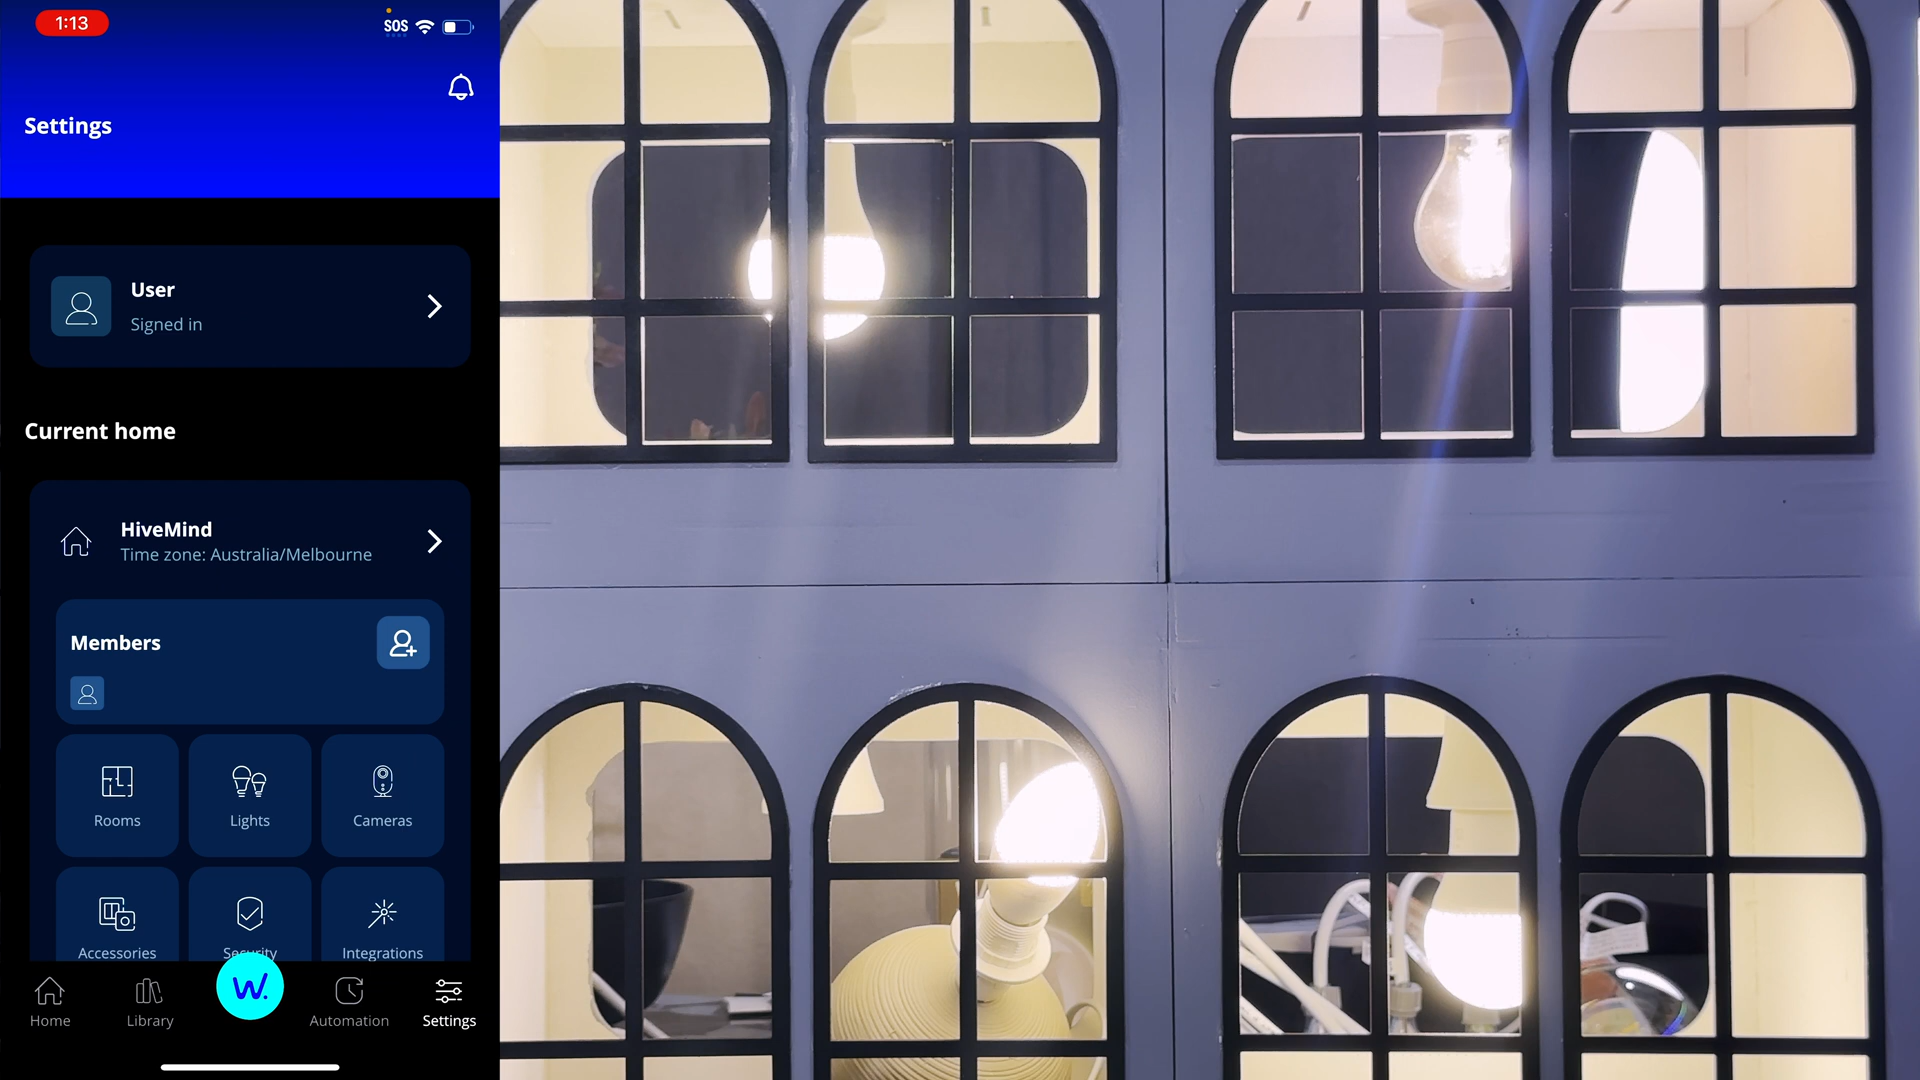 1:13
SOS
Settings
User
Signed in
Current home
HiveMind
Time zone: Australia/Melbourne
Members
Rooms
Lights
Cameras
Accessories
Security
Integrations
W.
Home
Library
Automation
Settings